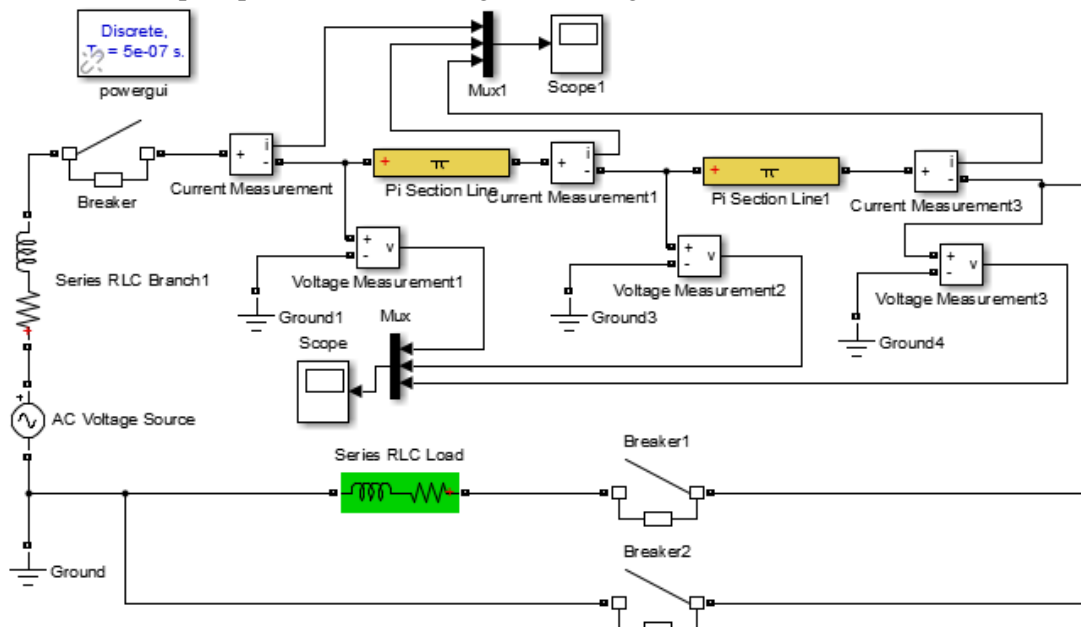 Discrete,
= 5e-07 s.
powergui
Mux1
Scope1
i
+
-
Current Measurement
+
Pi Section Line
i
+
-
Current Measurement1
+
Pi Section Line1
i
+
-
Current Measurement3
Breaker
Series RLC Branch1
+
v
-
Voltage Measurement1
+
v
-
Voltage Measurement2
+
v
-
Voltage Measurement3
Ground1
Mux
Ground3
Ground4
Scope
+
AC Voltage Source
Series RLC Load
Breaker1
Ground
Breaker2